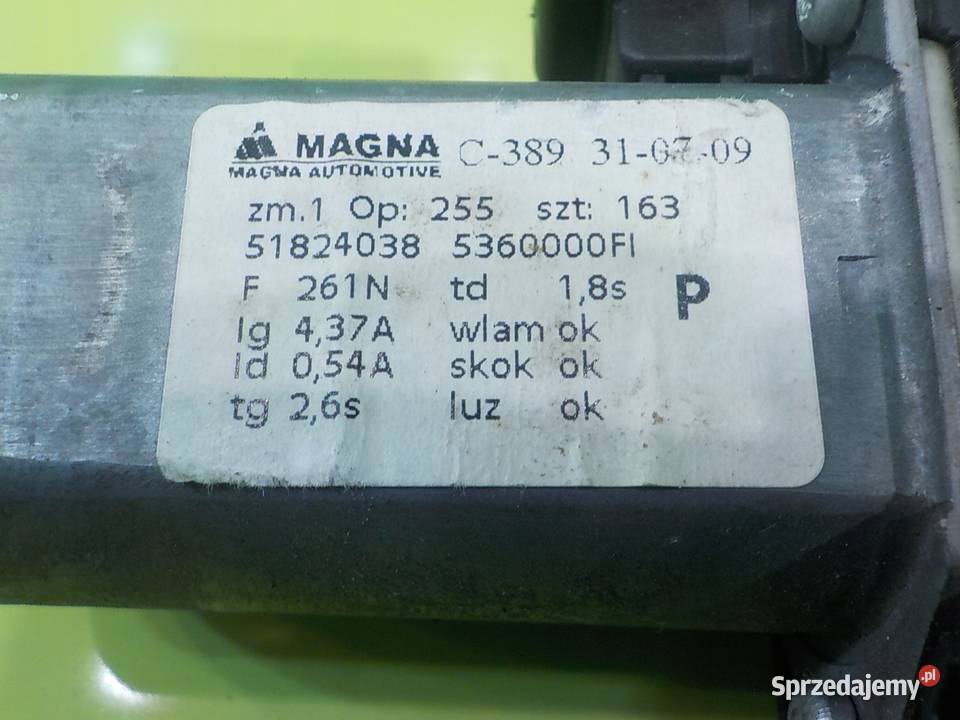 MAGNA C-389 31-07-09
MAGNA AUTOMOTIVE
zm.1 Op: 255 szt: 163
51824038 5360000FI
F 261N td 1,8s P
Ig 4,37A wlam ok
Id 0,54A skok ok
tg 2,6s luz ok
Sprzedajemy.pl